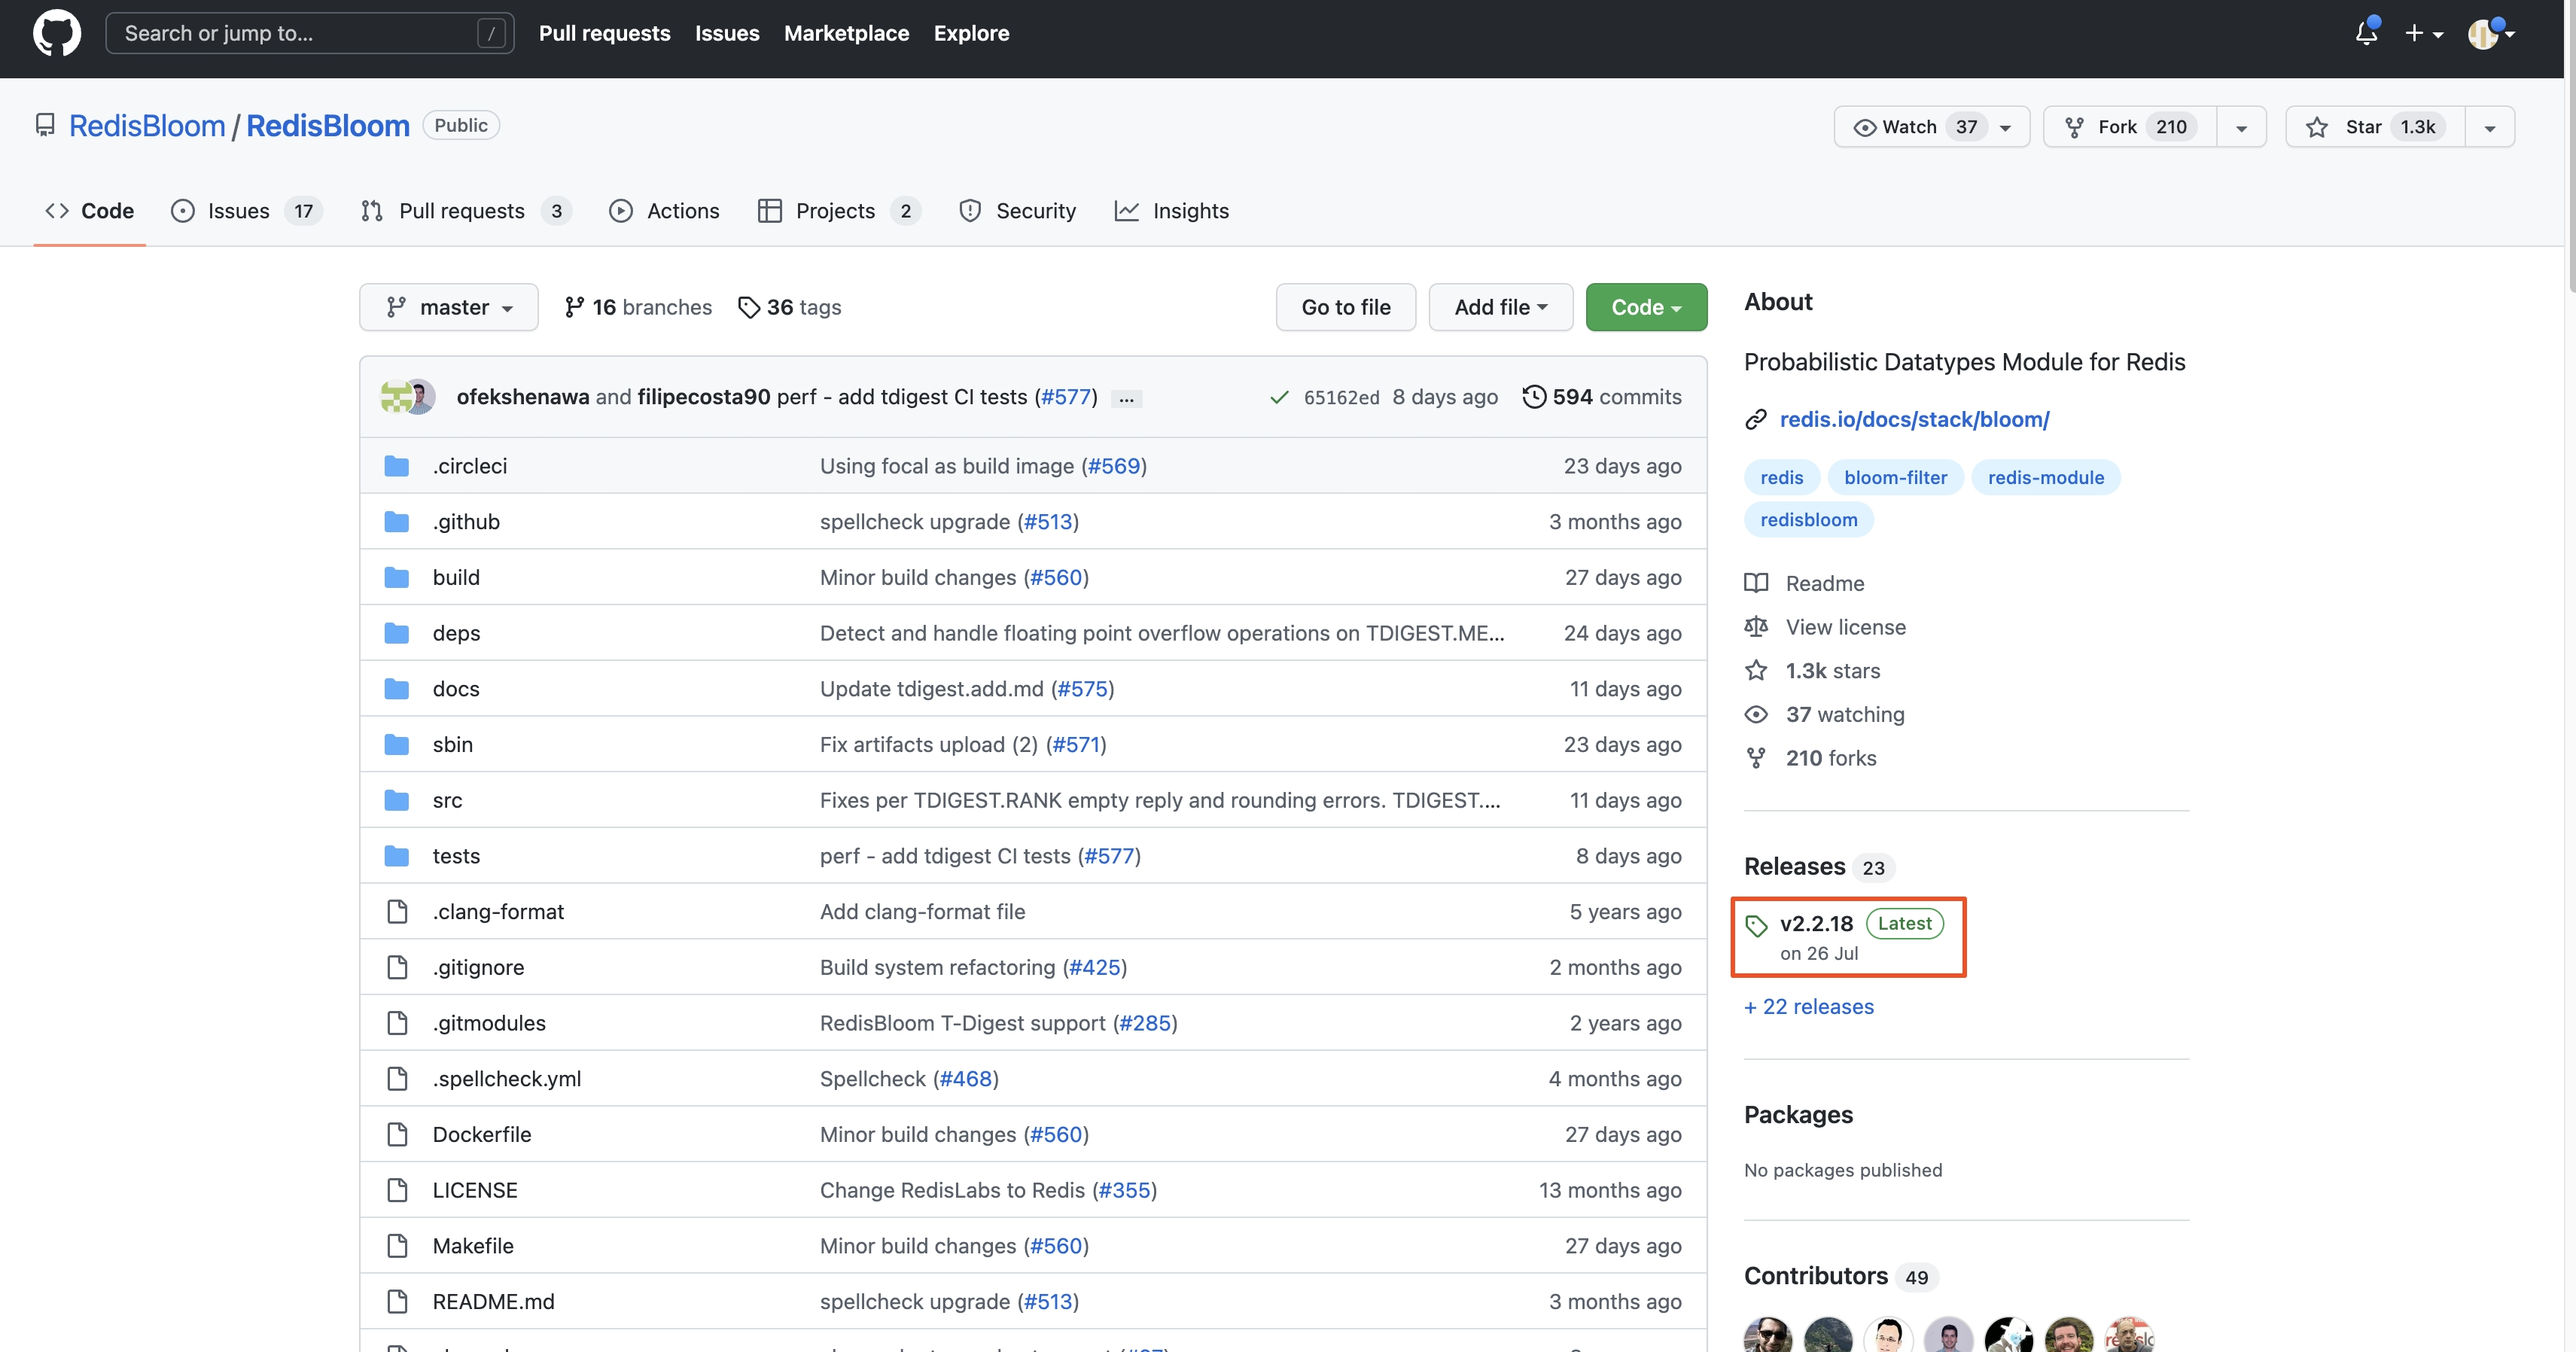 Search or jump to... /
Pull requests Issues Marketplace Explore
RedisBloom / RedisBloom Public
Watch 37 Fork 210 Star 1.3k
Code Issues 17 Pull requests 3 Actions Projects 2 Security Insights
master 16 branches 36 tags Go to file Add file Code
ofekshenawa and filipecosta90 perf - add tdigest CI tests (#577) ... 65162ed 8 days ago 594 commits
.circleci Using focal as build image (#569) 23 days ago
.github spellcheck upgrade (#513) 3 months ago
build Minor build changes (#560) 27 days ago
deps Detect and handle floating point overflow operations on TDIGEST.ME... 24 days ago
docs Update tdigest.add.md (#575) 11 days ago
sbin Fix artifacts upload (2) (#571) 23 days ago
src Fixes per TDIGEST.RANK empty reply and rounding errors. TDIGEST.... 11 days ago
tests perf - add tdigest CI tests (#577) 8 days ago
.clang-format Add clang-format file 5 years ago
.gitignore Build system refactoring (#425) 2 months ago
.gitmodules RedisBloom T-Digest support (#285) 2 years ago
.spellcheck.yml Spellcheck (#468) 4 months ago
Dockerfile Minor build changes (#560) 27 days ago
LICENSE Change RedisLabs to Redis (#355) 13 months ago
Makefile Minor build changes (#560) 27 days ago
README.md spellcheck upgrade (#513) 3 months ago
About
Probabilistic Datatypes Module for Redis
redis.io/docs/stack/bloom/
redis bloom-filter redis-module
redisbloom
Readme
View license
1.3k stars
37 watching
210 forks
Releases 23
v2.2.18 Latest
on 26 Jul
+ 22 releases
Packages
No packages published
Contributors 49